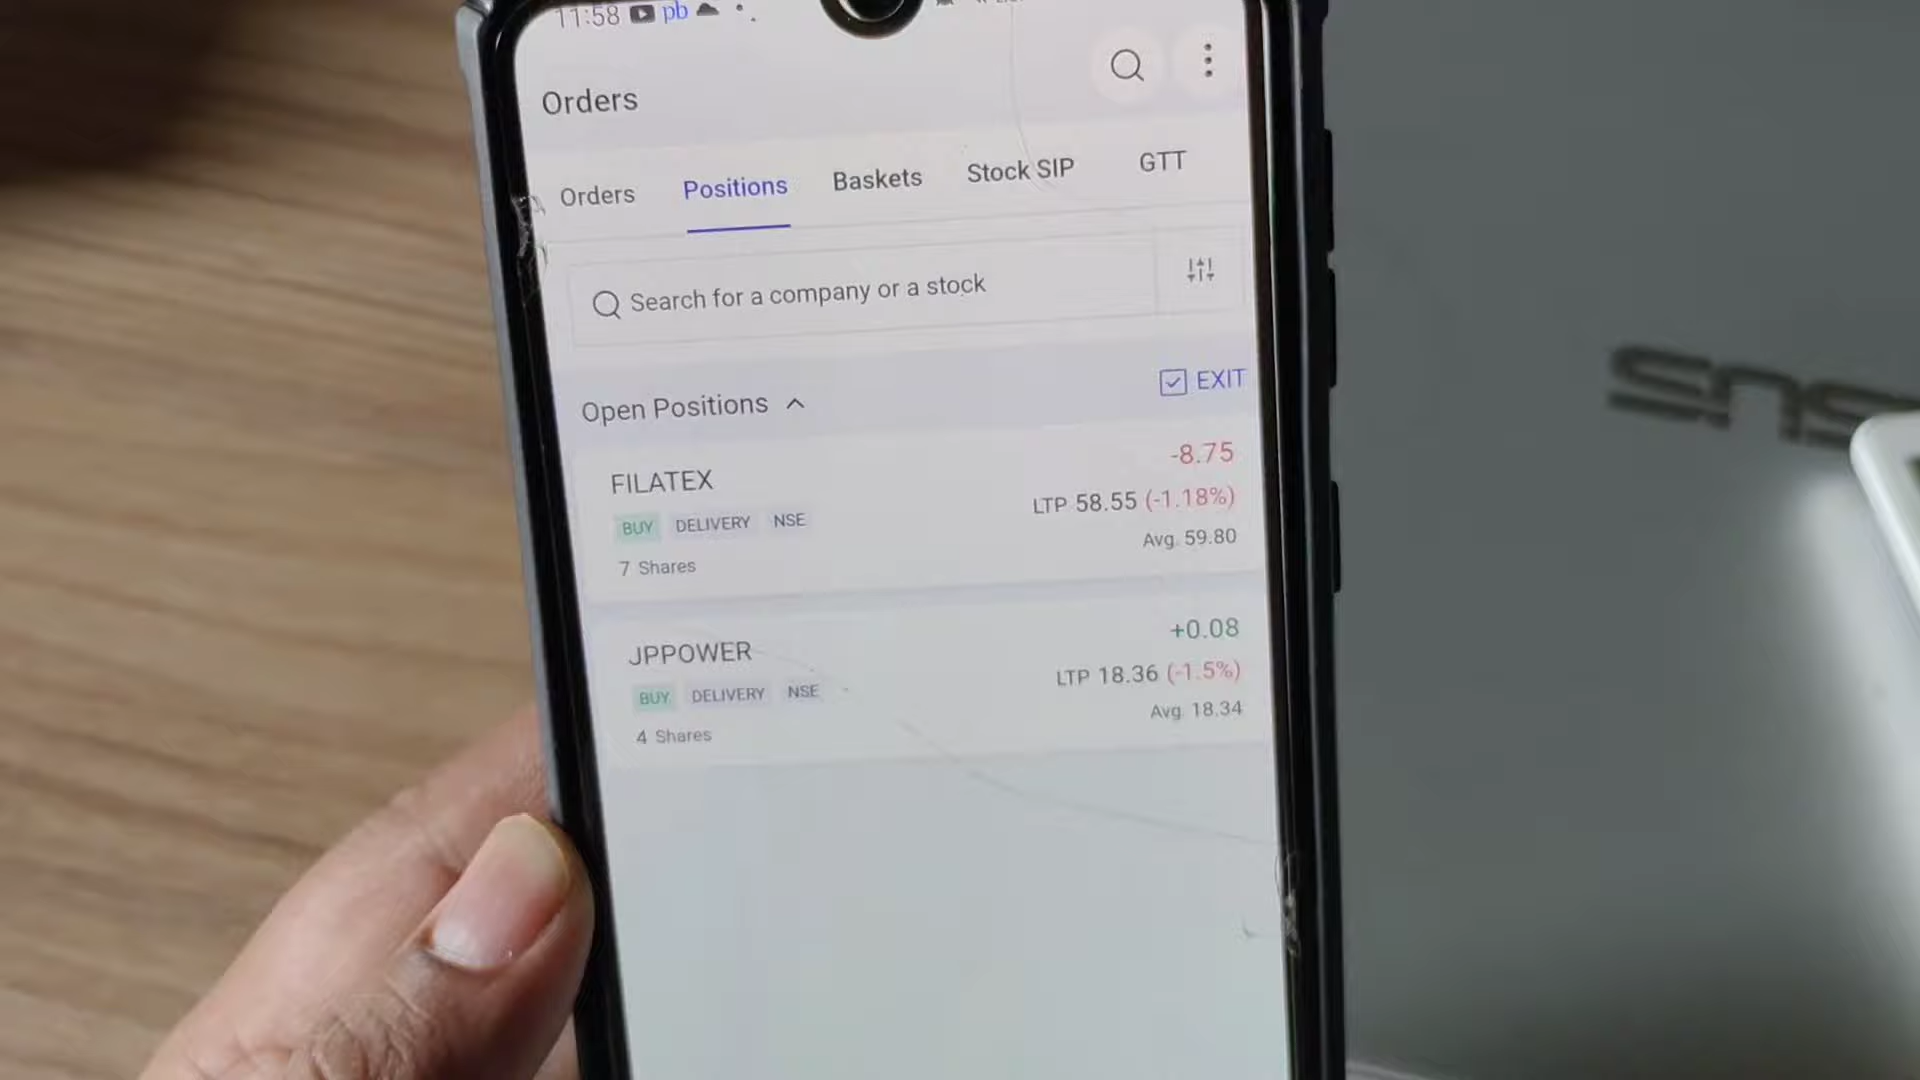 11:58 pb
Orders
Orders Positions Baskets Stock SIP GTT
Search for a company or a stock
Open Positions EXIT
FILATEX -8.75
BUY DELIVERY NSE LTP 58.55 (-1.18%)
Avg. 59.80
7 Shares
JPPOWER +0.08
BUY DELIVERY NSE LTP 18.36 (-1.5%)
Avg. 18.34
4 Shares